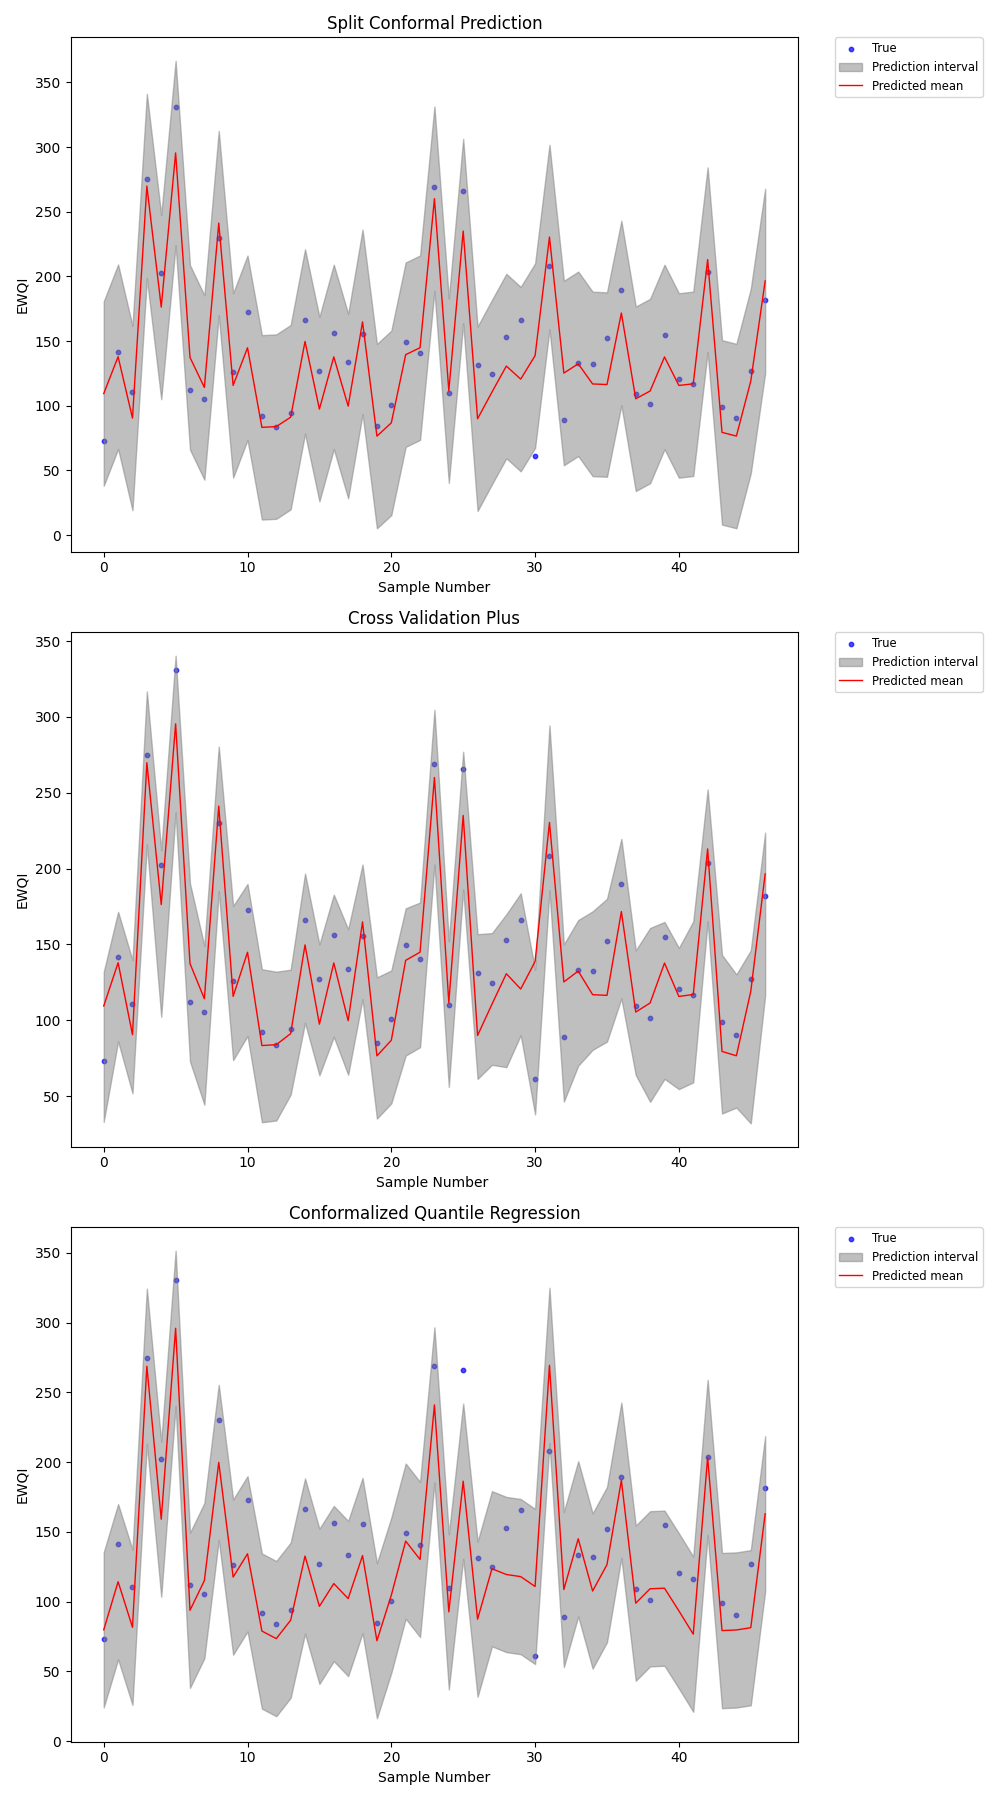 Split Conformal Prediction
True
Prediction interval
Predicted mean
EWQI
350
300
250
200
150
100
50
0
0 10 20 30 40
Sample Number
Cross Validation Plus
True
Prediction interval
Predicted mean
EWQI
350
300
250
200
150
100
50
0 10 20 30 40
Sample Number
Conformalized Quantile Regression
True
Prediction interval
Predicted mean
EWQI
350
300
250
200
150
100
50
0
0 10 20 30 40
Sample Number